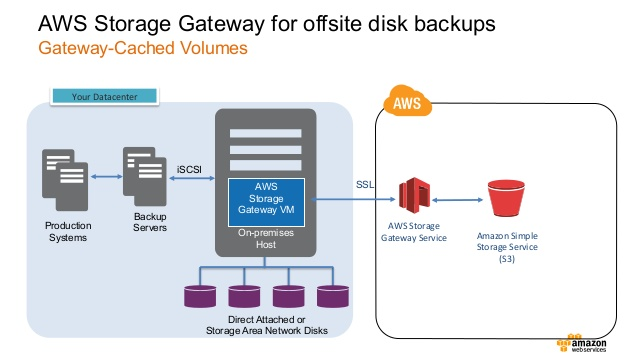 AWS Storage Gateway for offsite disk backups
Gateway-Cached Volumes
Your Datacenter
AWS
iSCSI
AWS
Storage
Gateway VM
SSL
Production
Systems
Backup
Servers
On-premises
Host
AWS Storage
Gateway Service
Amazon Simple
Storage Service
(S3)
Direct Attached or
Storage Area Network Disks
amazon
webservices